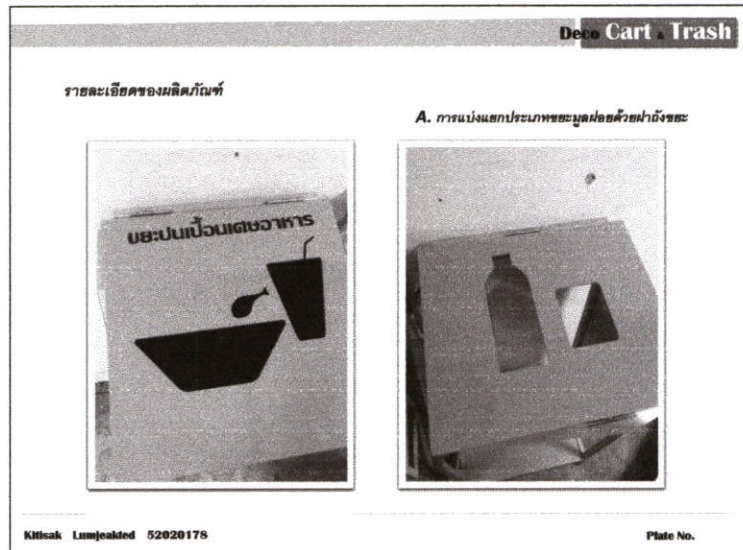 Deco Cart & Trash
รายละเอียดของผลิตภัณฑ์
A. การแบ่งแยกประเภทขยะมูลฝอยด้วยฝาถังขยะ
ขยะปนเปื้อนเศษอาหาร
Kitisak Lumjeakted 52020178
Plate No.